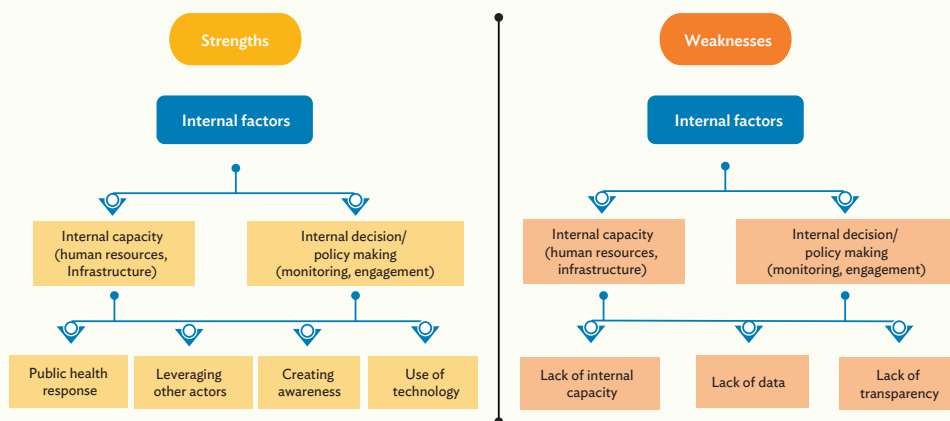 Strengths
Internal factors
Internal capacity
(human resources,
Infrastructure)
Internal decision/
policy making
(monitoring, engagement)
Public health
response
Leveraging
other actors
Creating
awareness
Use of
technology
Weaknesses
Internal factors
Internal capacity
(human resources,
infrastructure)
Internal decision/
policy making
(monitoring, engagement)
Lack of internal
capacity
Lack of data
Lack of
transparency